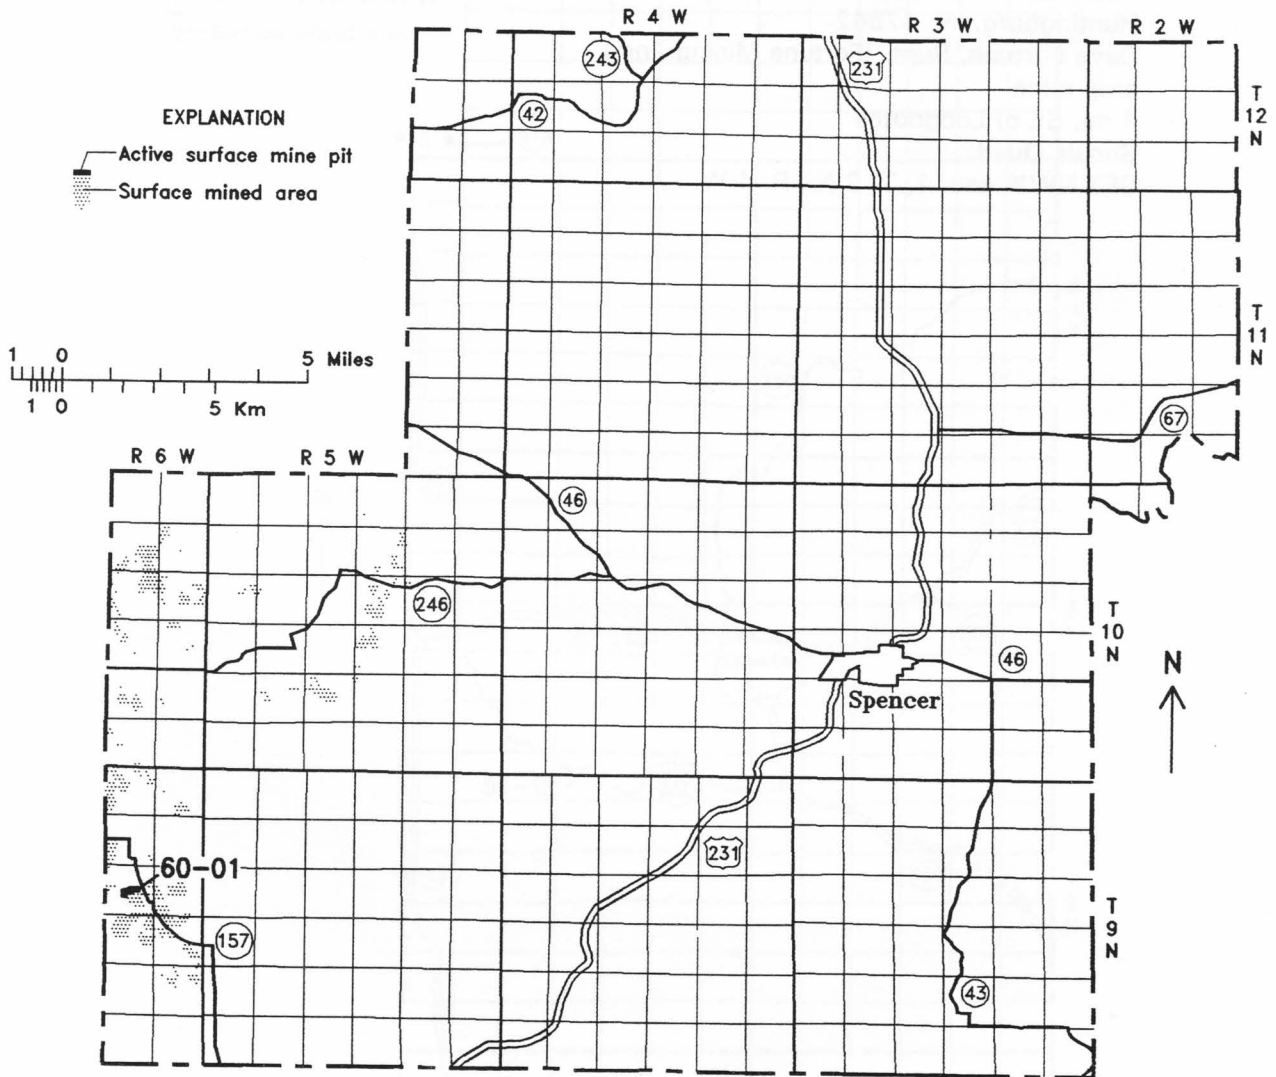 R 4 W
R 3 W
R 2 W
243
231
42
T
12
N
EXPLANATION
Active surface mine pit
Surface mined area
T
11
N
1 0 5 Miles
1 0 5 Km
67
R 6 W
R 5 W
46
246
T
10
N
46
N
Spencer
231
60-01
T
9
N
157
43